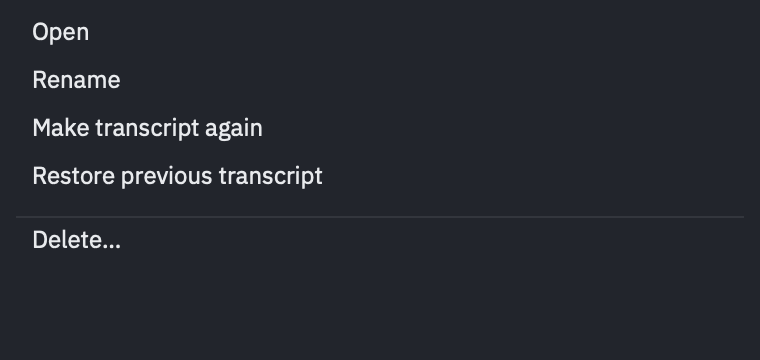 Open
Rename
Make transcript again
Restore previous transcript
Delete...